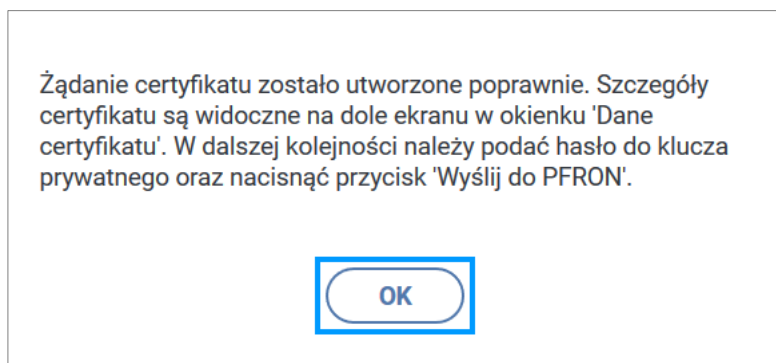 Żądanie certyfikatu zostało utworzone poprawnie. Szczegóły
certyfikatu są widoczne na dole ekranu w okienku 'Dane
certyfikatu'. W dalszej kolejności należy podać hasło do klucza
prywatnego oraz nacisnąć przycisk 'Wyślij do PFRON'.
OK